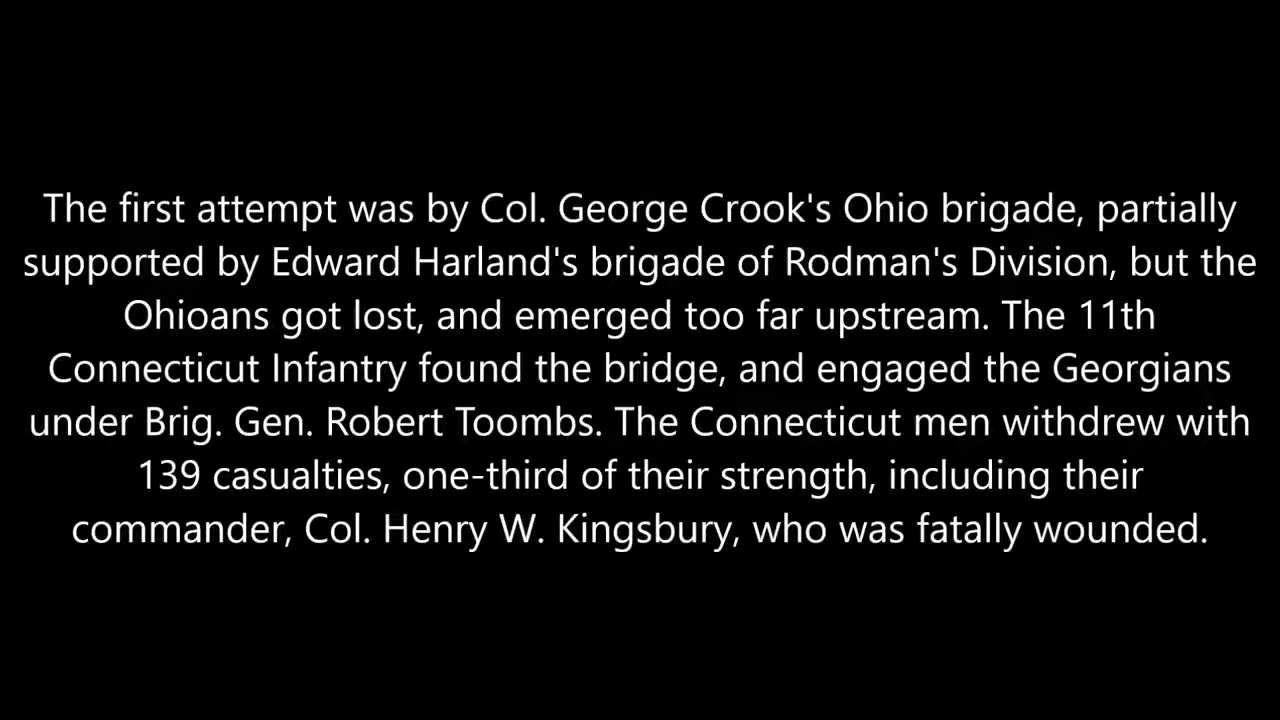 The first attempt was by Col. George Crook's Ohio brigade, partially
supported by Edward Harland's brigade of Rodman's Division, but the
Ohioans got lost, and emerged too far upstream. The 11th
Connecticut Infantry found the bridge, and engaged the Georgians
under Brig. Gen. Robert Toombs. The Connecticut men withdrew with
139 casualties, one-third of their strength, including their
commander, Col. Henry W. Kingsbury, who was fatally wounded.